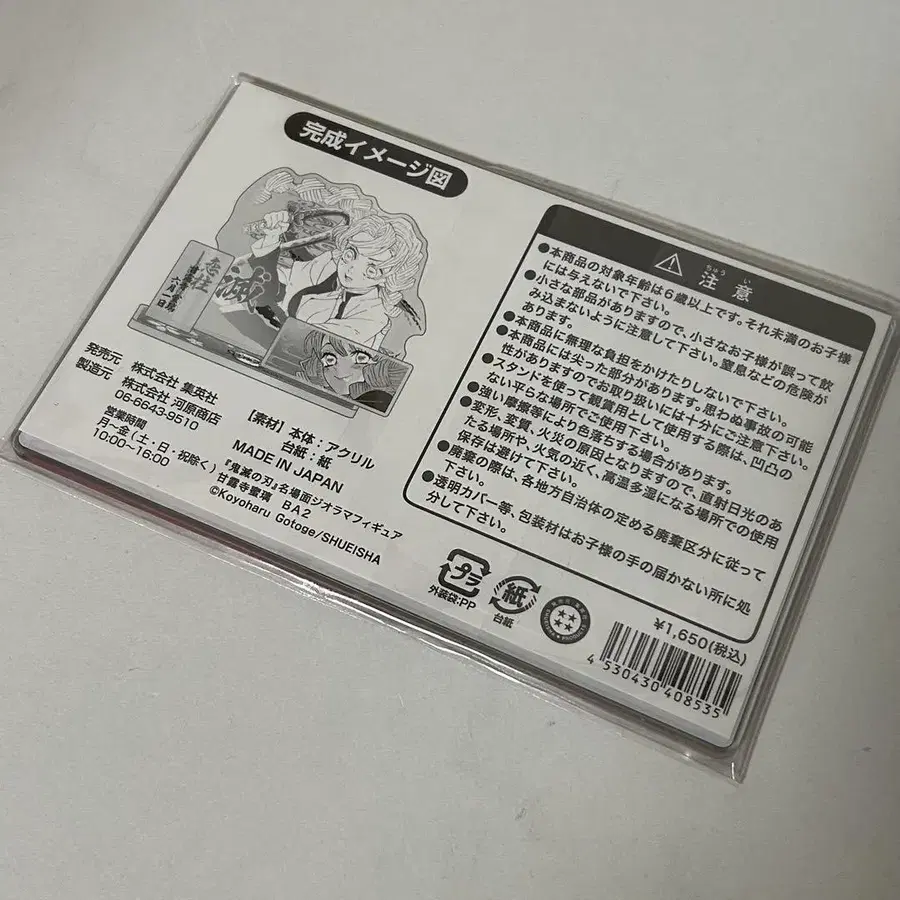 完成イメージ図
恋柱
滅
発売元 株式会社 集英社
製造元 株式会社 河原商店
06-6643-9510
営業時間
月~金(土・日・祝除く)
10:00~16:00
【素材】本体:アクリル
台紙:紙
MADE IN JAPAN
『鬼滅の刃』名場面ジオラマフィギュア
甘露寺蜜璃 BA2
©Koyoharu Gotoge/SHUEISHA
ちゅう い
注 意
●本商品の対象年齢は6歳以上です。それ未満のお子様
には与えないで下さい。
●小さな部品がありますので、小さなお子様が誤って飲
み込まないように注意して下さい。窒息などの危険が
あります。
●本商品に無理な負担をかけたりしないで下さい。
●本商品には尖った部分があります。思わぬ事故の可能
性がありますのでお取り扱いには十分にご注意下さい。
●スタンドを使って観賞用として使用する際は、凹凸の
ない平らな場所でご使用下さい。
●強い摩擦等により色落ちする場合があります。
●変形、変質、火災の原因となりますので、直射日光のあ
たる場所や、火気の近く、高温多湿になる場所での使用
保存は避けて下さい。
●廃棄の際は、各地方自治体の定める廃棄区分に従って
下さい。
●透明カバー等、包装材はお子様の手の届かない所に処
分して下さい。
プラ
外装袋:PP
紙
台紙
¥1,650(税込)
4 530430 408535